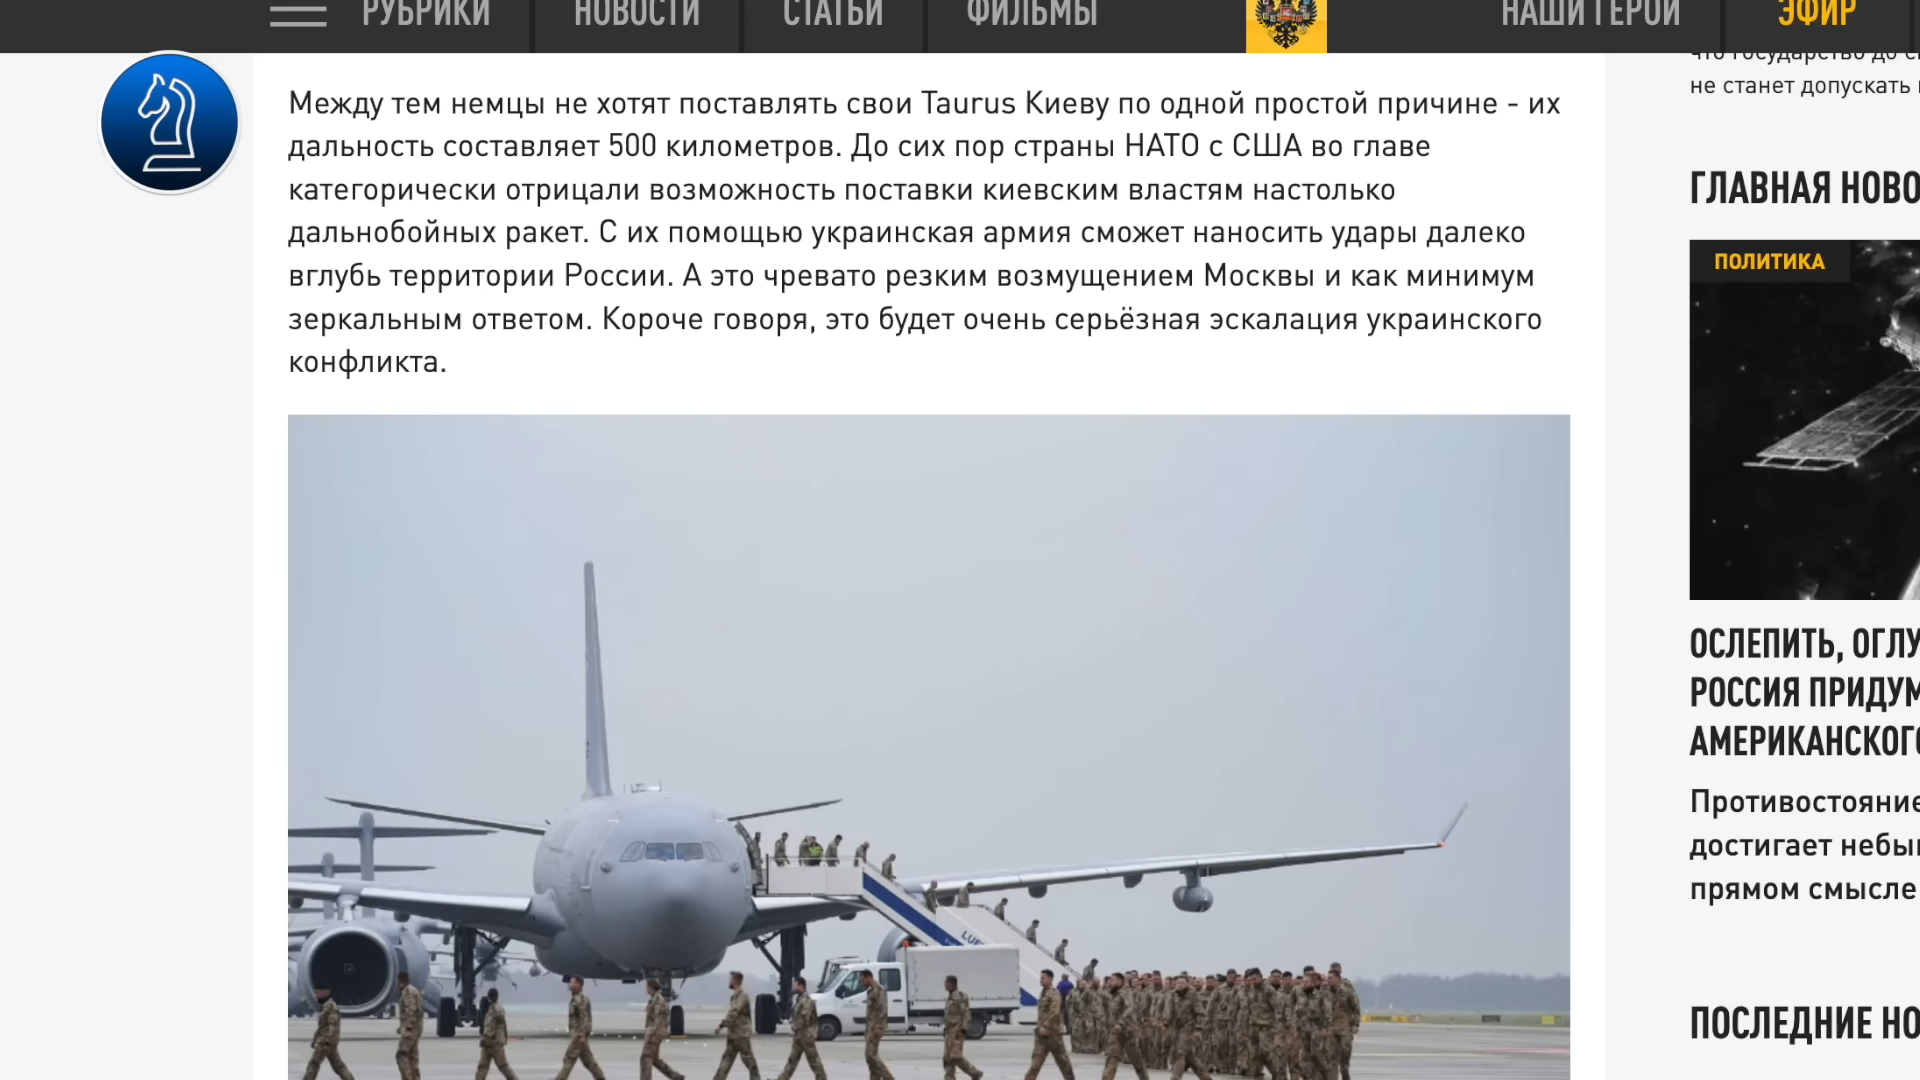 РУБРИКИ
НОВОСТИ
СТАТЬИ
ФИЛЬМЫ
НАШИ ГЕРОИ
ЭФИР
Между тем немцы не хотят поставлять свои Taurus Киеву по одной простой причине - их
дальность составляет 500 километров. До сих пор страны НАТО с США во главе
категорически отрицали возможность поставки киевским властям настолько
дальнобойных ракет. С их помощью украинская армия сможет наносить удары далеко
вглубь территории России. А это чревато резким возмущением Москвы и как минимум
зеркальным ответом. Короче говоря, это будет очень серьёзная эскалация украинского
конфликта.
что государство до
не станет допускать
ГЛАВНАЯ НОВО
ПОЛИТИКА
ОСЛЕПИТЬ, ОГЛУ
РОССИЯ ПРИДУМ
АМЕРИКАНСКОГО
Противостояние
достигает небы
прямом смысле
ПОСЛЕДНИЕ НО